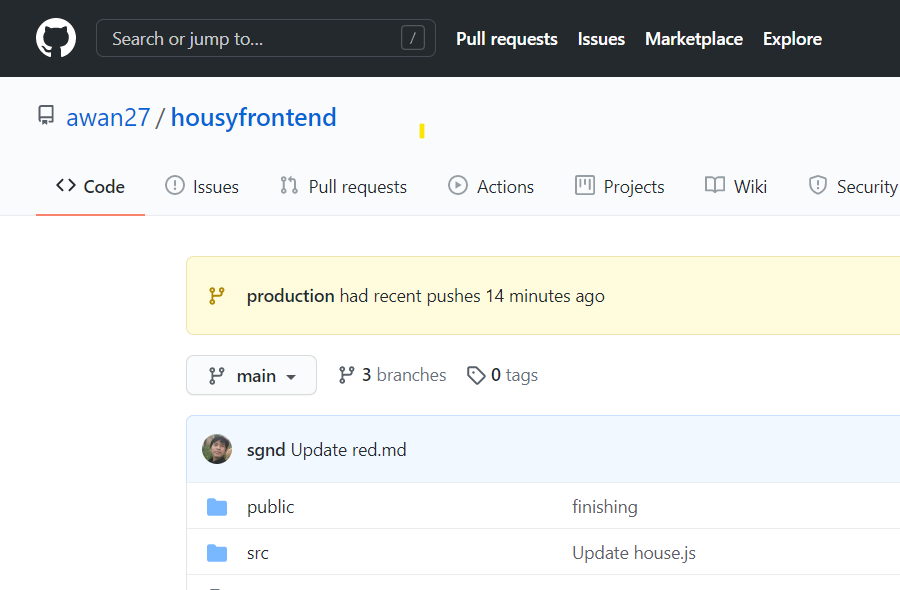 Search or jump to... / Pull requests Issues Marketplace Explore
awan27 / housyfrontend
Code Issues Pull requests Actions Projects Wiki Security
production had recent pushes 14 minutes ago
main 3 branches 0 tags
sgnd Update red.md
public finishing
src Update house.js